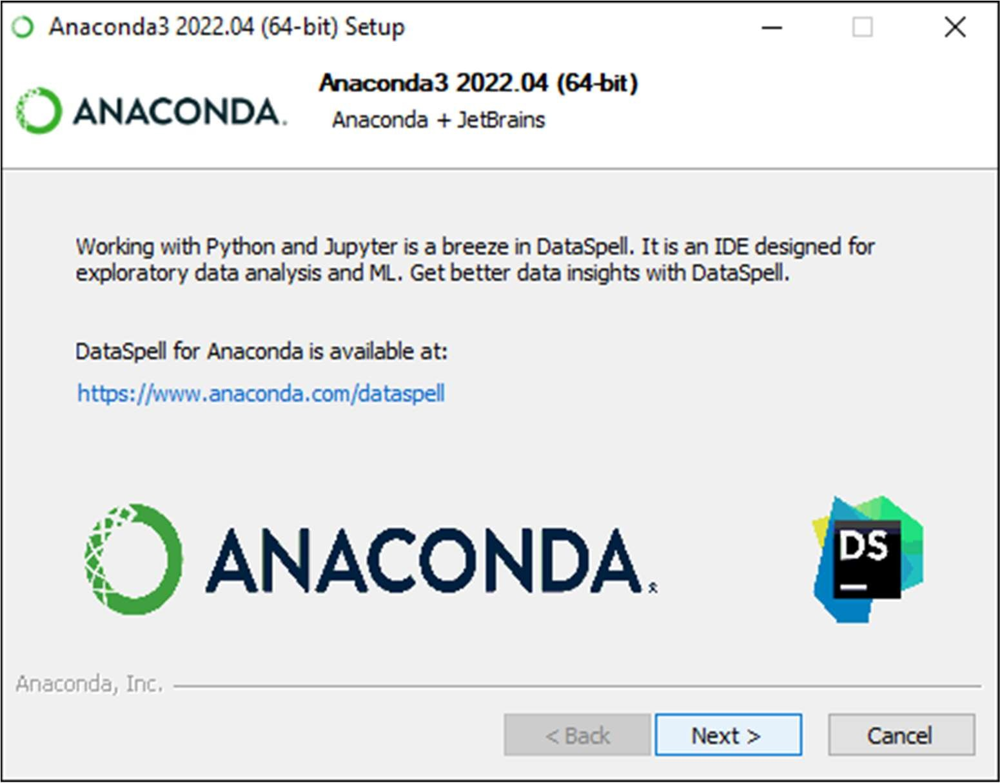 Anaconda3 2022.04 (64-bit) Setup
Anaconda3 2022.04 (64-bit)
ANACONDA.
Anaconda + JetBrains
Working with Python and Jupyter is a breeze in DataSpell. It is an IDE designed for
exploratory data analysis and ML. Get better data insights with DataSpell.
DataSpell for Anaconda is available at:
https://www.anaconda.com/dataspell
ANACONDA.
DS
Anaconda, Inc.
< Back
Next >
Cancel